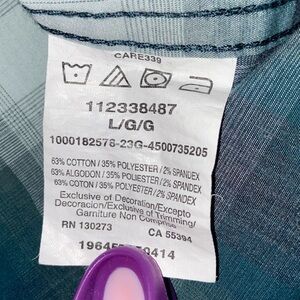 CARE339
112338487
L/G/G
1000182578-23G-4500735205
63% COTTON / 35% POLYESTER / 2% SPANDEX
63% ALGODON / 35% POLIESTER / 2% SPANDEX
63% COTON / 35% POLYESTER / 2% SPANDEX
Exclusive of Decoration/Excepto
Decoracion/Exclusive of Trimming/
Garniture Non Comprise
RN 130273 CA 55394
0414